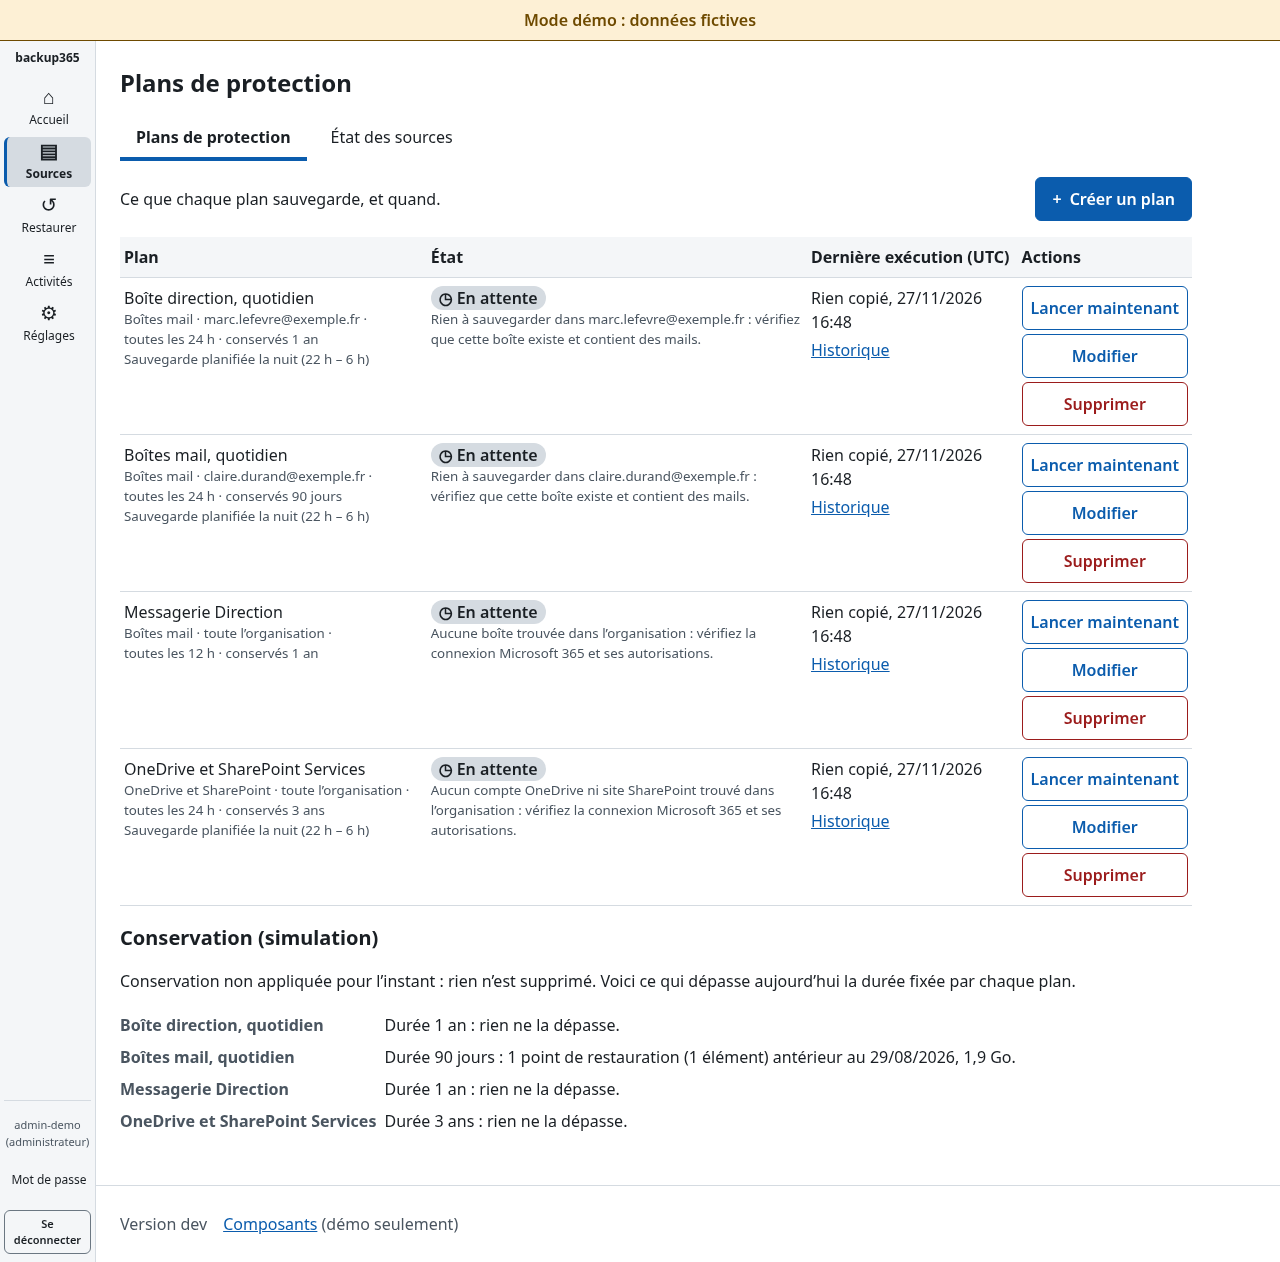 Mode démo : données fictives
backup365
Accueil
Sources
Restaurer
Activités
Réglages
admin-demo
(administrateur)
Mot de passe
Se
déconnecter
Plans de protection
Plans de protection
État des sources
Ce que chaque plan sauvegarde, et quand.
+ Créer un plan
Plan
État
Dernière exécution (UTC)
Actions
Boîte direction, quotidien
Boîtes mail · marc.lefevre@exemple.fr ·
toutes les 24 h · conservés 1 an
Sauvegarde planifiée la nuit (22 h – 6 h)
En attente
Rien à sauvegarder dans marc.lefevre@exemple.fr : vérifiez
que cette boîte existe et contient des mails.
Rien copié, 27/11/2026
16:48
Historique
Lancer maintenant
Modifier
Supprimer
Boîtes mail, quotidien
Boîtes mail · claire.durand@exemple.fr ·
toutes les 24 h · conservés 90 jours
Sauvegarde planifiée la nuit (22 h – 6 h)
En attente
Rien à sauvegarder dans claire.durand@exemple.fr :
vérifiez que cette boîte existe et contient des mails.
Rien copié, 27/11/2026
16:48
Historique
Lancer maintenant
Modifier
Supprimer
Messagerie Direction
Boîtes mail · toute l’organisation ·
toutes les 12 h · conservés 1 an
En attente
Aucune boîte trouvée dans l’organisation : vérifiez la
connexion Microsoft 365 et ses autorisations.
Rien copié, 27/11/2026
16:48
Historique
Lancer maintenant
Modifier
Supprimer
OneDrive et SharePoint Services
OneDrive et SharePoint · toute l’organisation ·
toutes les 24 h · conservés 3 ans
Sauvegarde planifiée la nuit (22 h – 6 h)
En attente
Aucun compte OneDrive ni site SharePoint trouvé dans
l’organisation : vérifiez la connexion Microsoft 365 et ses
autorisations.
Rien copié, 27/11/2026
16:48
Historique
Lancer maintenant
Modifier
Supprimer
Conservation (simulation)
Conservation non appliquée pour l’instant : rien n’est supprimé. Voici ce qui dépasse aujourd’hui la durée fixée par chaque plan.
Boîte direction, quotidien Durée 1 an : rien ne la dépasse.
Boîtes mail, quotidien Durée 90 jours : 1 point de restauration (1 élément) antérieur au 29/08/2026, 1,9 Go.
Messagerie Direction Durée 1 an : rien ne la dépasse.
OneDrive et SharePoint Services Durée 3 ans : rien ne la dépasse.
Version dev Composants (démo seulement)